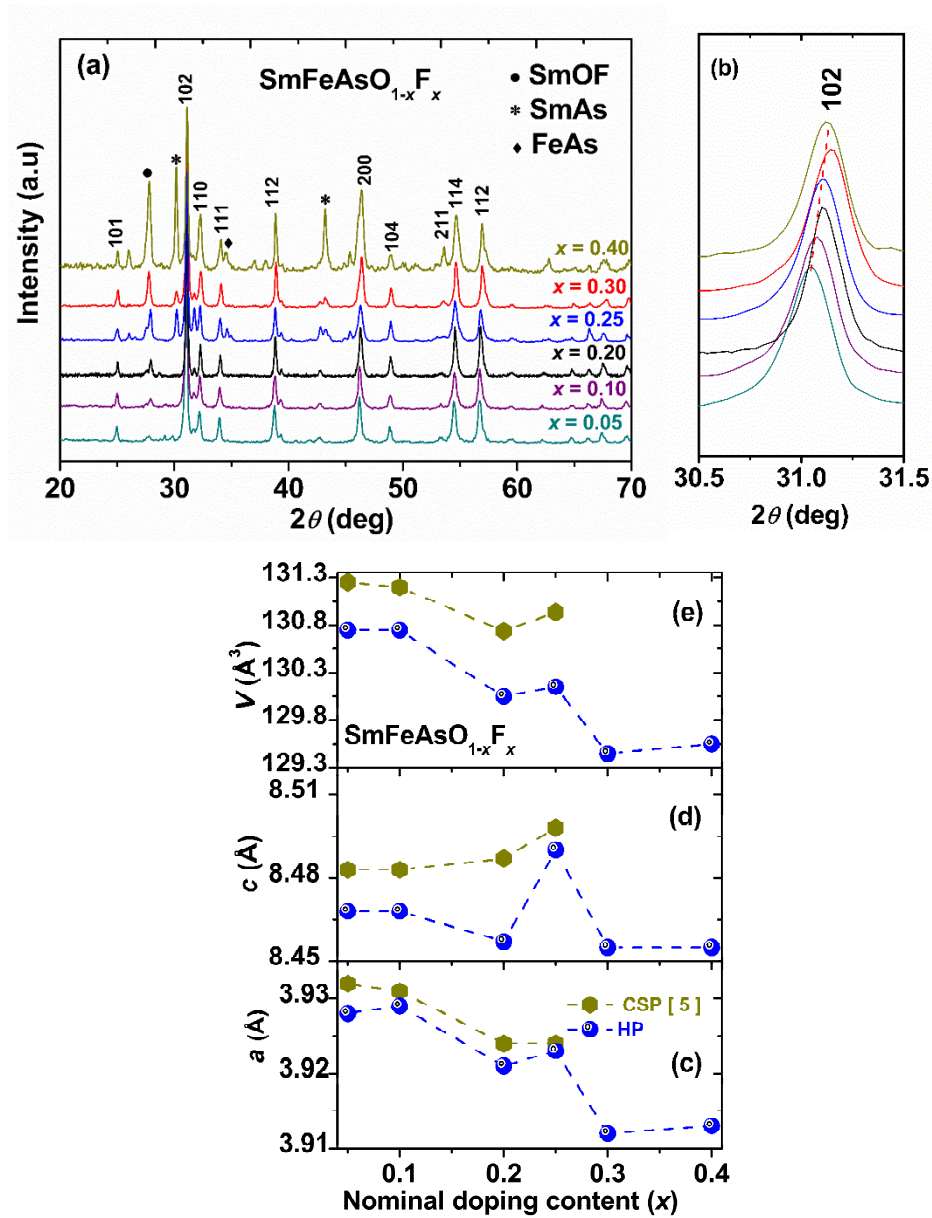 (a)
SmFeAsO1-xFx
● SmOF
* SmAs
♦ FeAs
Intensity (a.u)
101
●
*
102
110
111
♦
112
*
200
104
211
114
112
x = 0.40
x = 0.30
x = 0.25
x = 0.20
x = 0.10
x = 0.05
20 30 40 50 60 70
2θ (deg)
(b)
102
30.5 31.0 31.5
2θ (deg)
131.3
130.8
130.3
129.8
129.3
V (Å3)
(e)
SmFeAsO1-xFx
8.51
8.48
8.45
c (Å)
(d)
3.93
3.92
3.91
a (Å)
CSP [ 5 ]
HP
(c)
0.1 0.2 0.3 0.4
Nominal doping content (x)